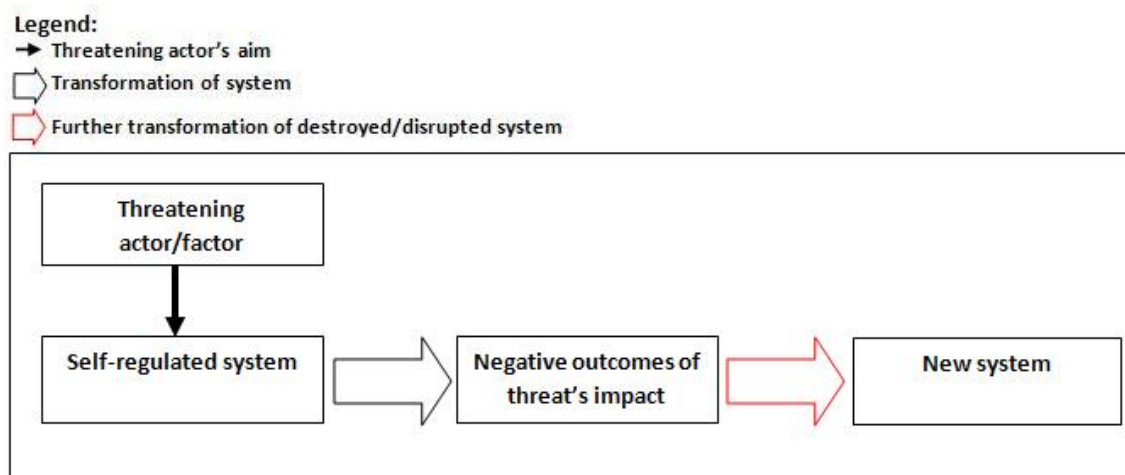 Legend:
Threatening actor's aim
Transformation of system
Further transformation of destroyed/disrupted system
Threatening
actor/factor
Self-regulated system
Negative outcomes of
threat's impact
New system